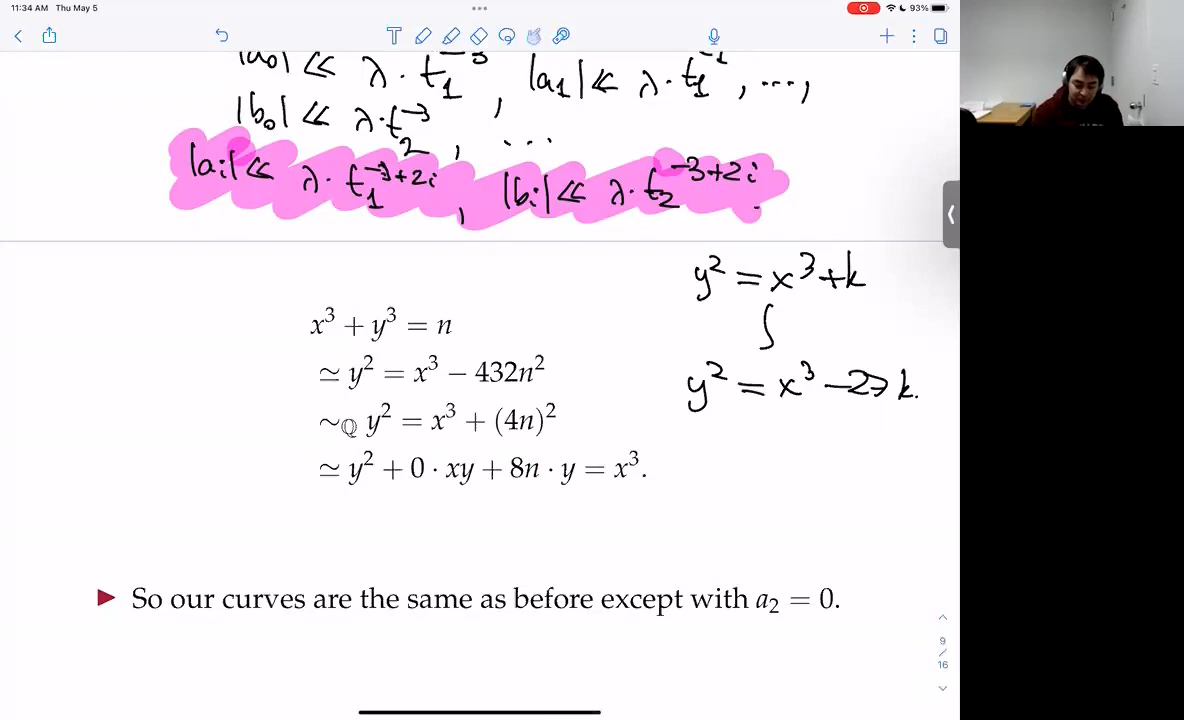 11:34 AM Thu May 5
93%
|a₀| ≪ λ·t₁⁻³, |a₁| ≪ λ·t₁⁻¹, ...,
|b₀| ≪ λ·t₂⁻³, ...
|aᵢ| ≪ λ·t₁⁻³⁺²ⁱ, |bᵢ| ≪ λ·t₂⁻³⁺²ⁱ.
y² = x³ + k
x³ + y³ = n
∫
≃ y² = x³ − 432n²
y² = x³ − 27k.
∼_ℚ y² = x³ + (4n)²
≃ y² + 0 · xy + 8n · y = x³.
▶ So our curves are the same as before except with a₂ = 0.
9
/
16